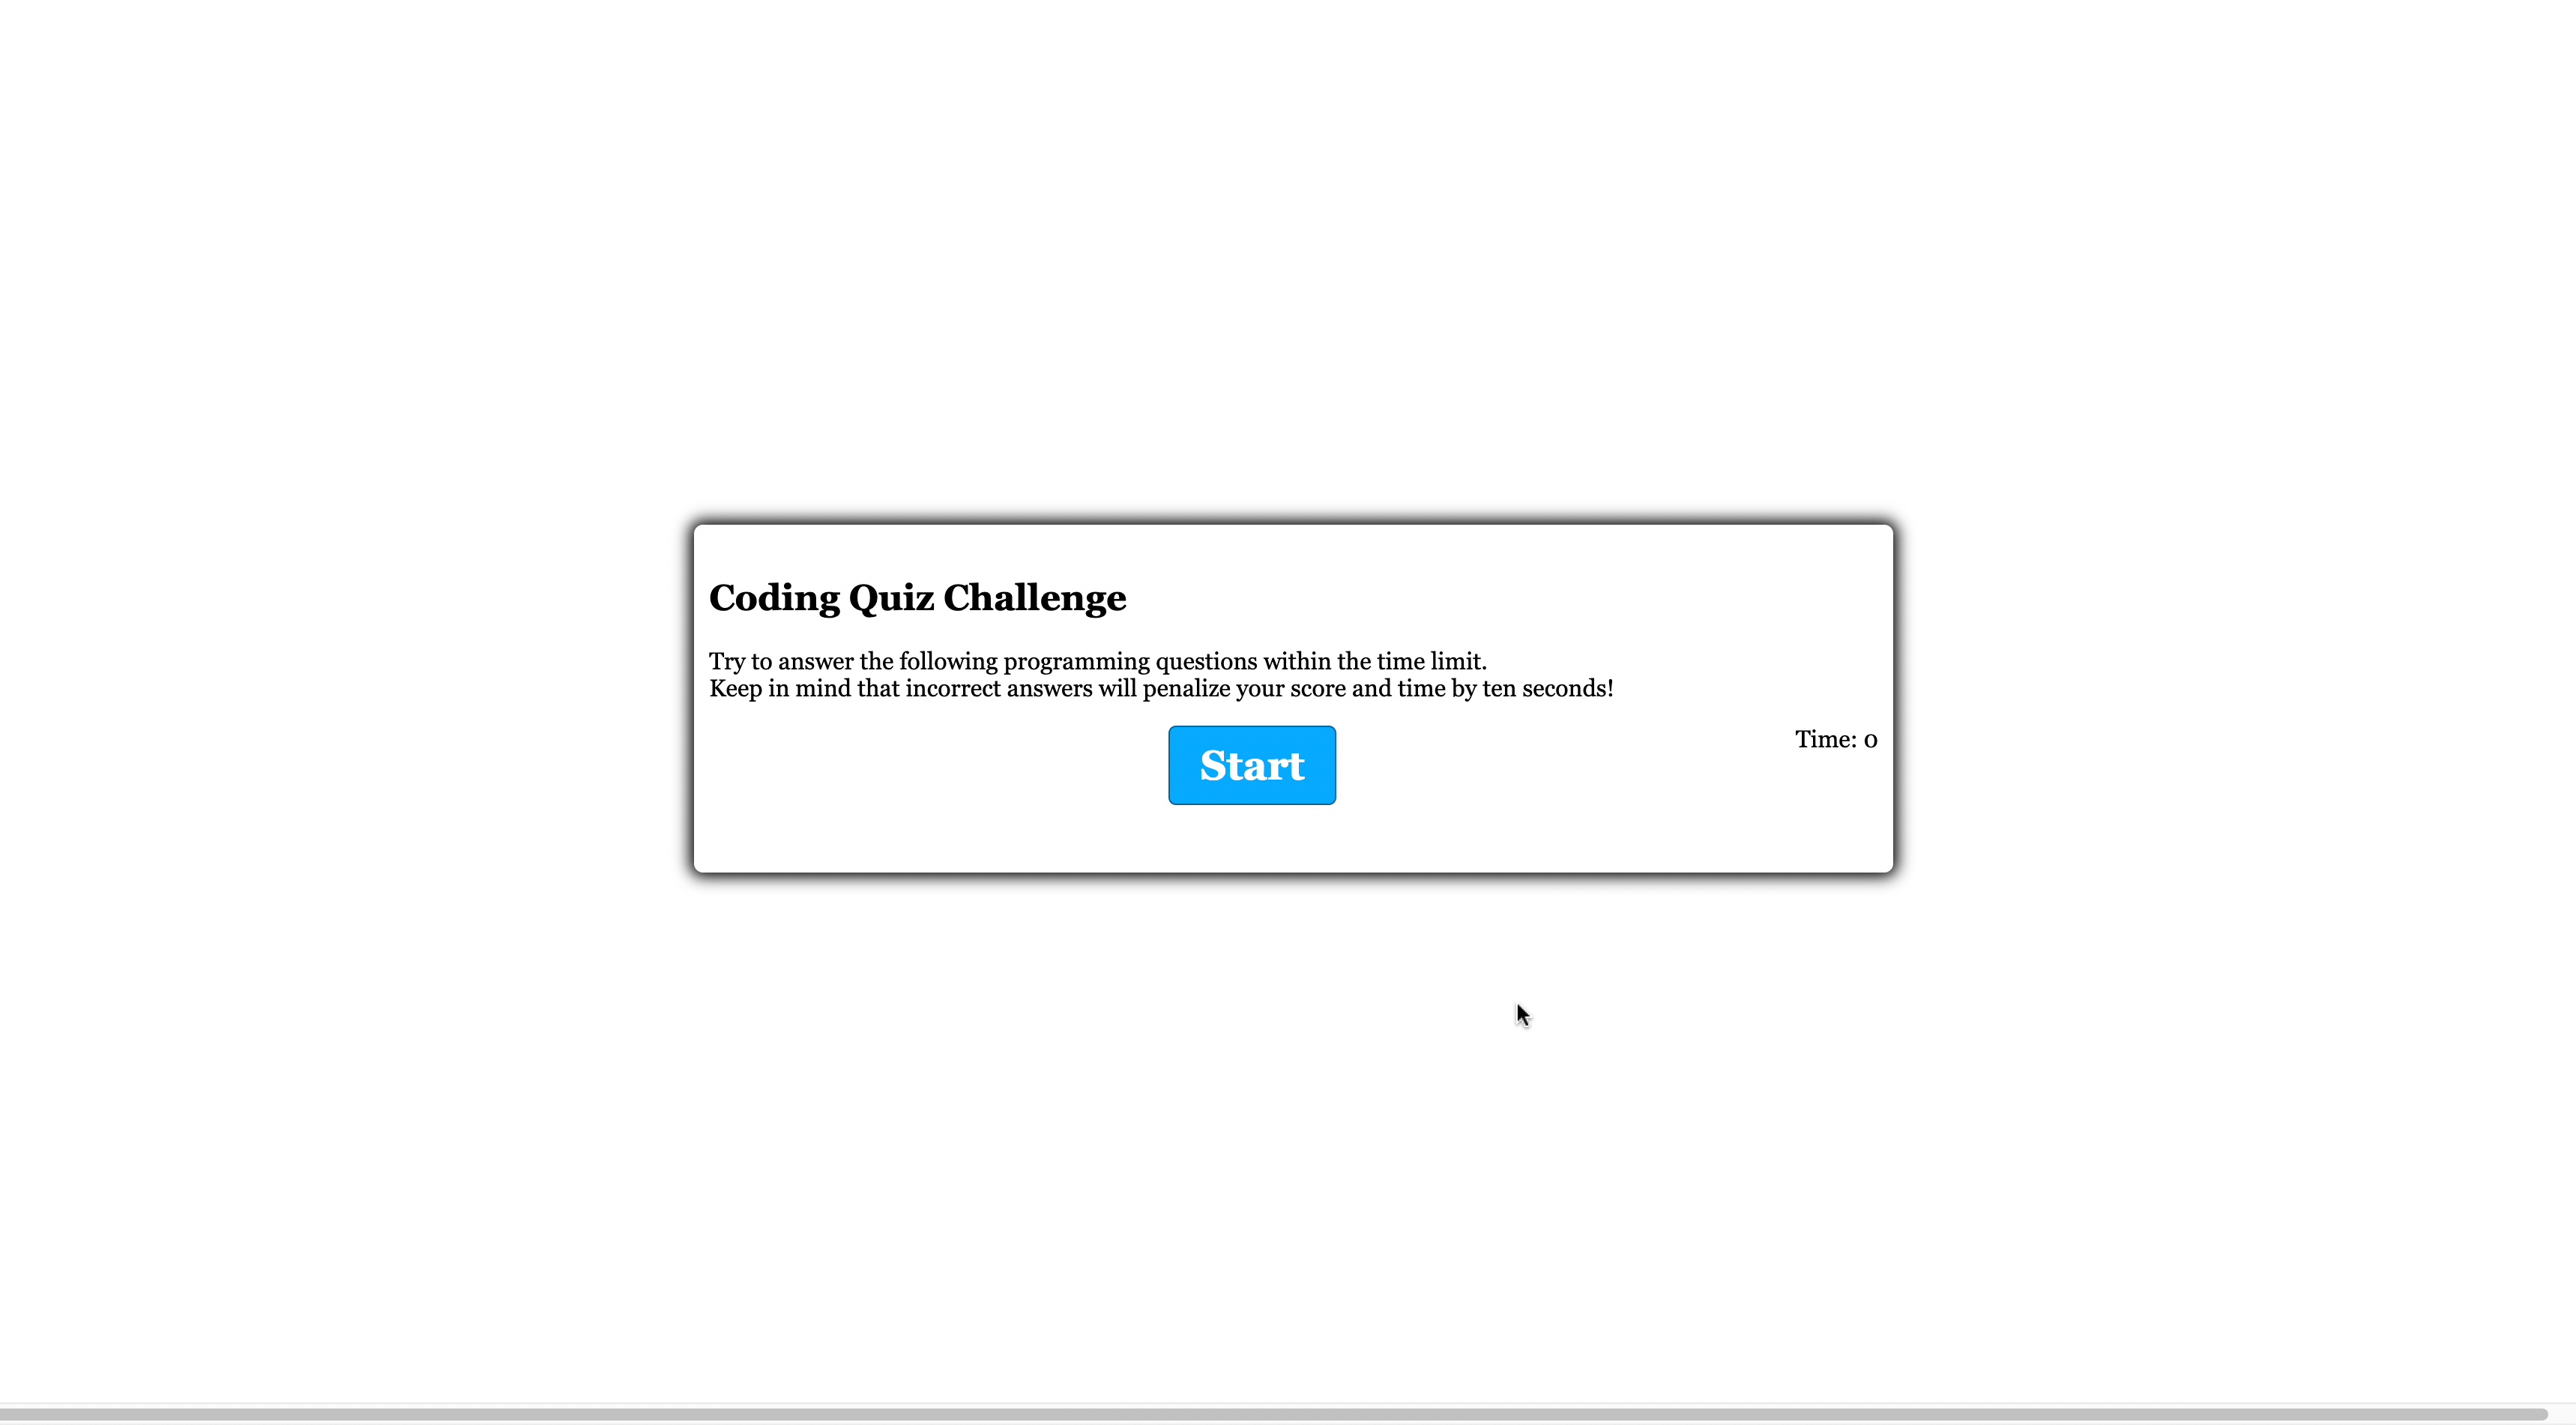 Coding Quiz Challenge
Try to answer the following programming questions within the time limit.
Keep in mind that incorrect answers will penalize your score and time by ten seconds!
Start
Time: 0